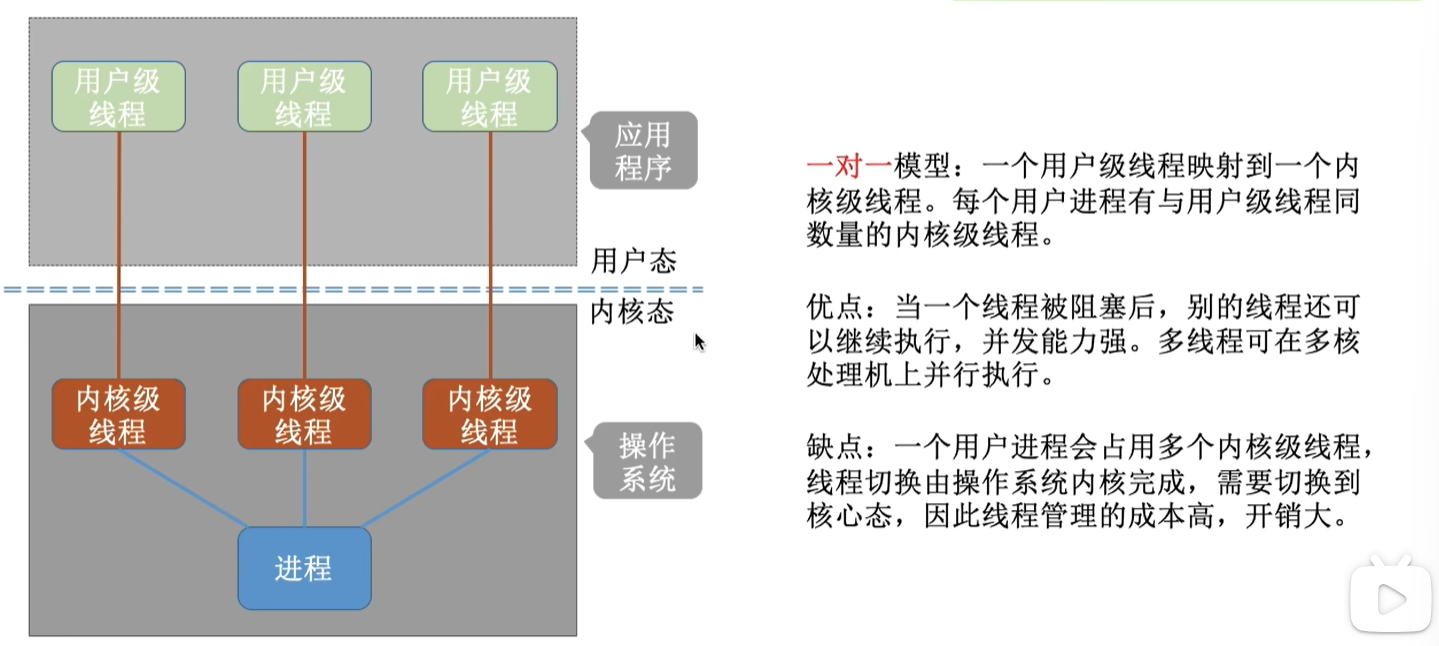 用户级
线程
用户级
线程
用户级
线程
应用
程序
用户态
内核态
内核级
线程
内核级
线程
内核级
线程
操作
系统
进程
一对一模型：一个用户级线程映射到一个内
核级线程。每个用户进程有与用户级线程同
数量的内核级线程。
优点：当一个线程被阻塞后，别的线程还可
以继续执行，并发能力强。多线程可在多核
处理机上并行执行。
缺点：一个用户进程会占用多个内核级线程，
线程切换由操作系统内核完成，需要切换到
核心态，因此线程管理的成本高，开销大。